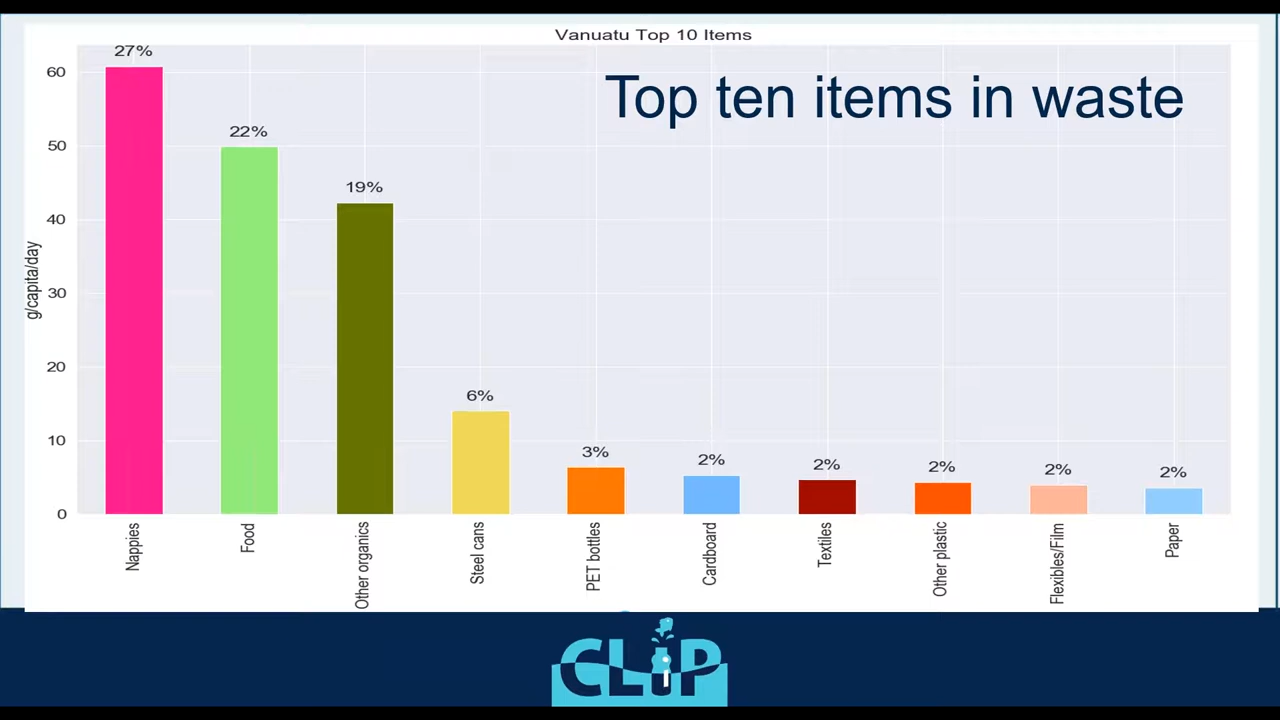 Vanuatu Top 10 Items
Top ten items in waste
g/capita/day
60
50
40
30
20
10
0
27%
22%
19%
6%
3%
2%
2%
2%
2%
2%
Nappies
Food
Other organics
Steel cans
PET bottles
Cardboard
Textiles
Other plastic
Flexibles/Film
Paper
CLiP